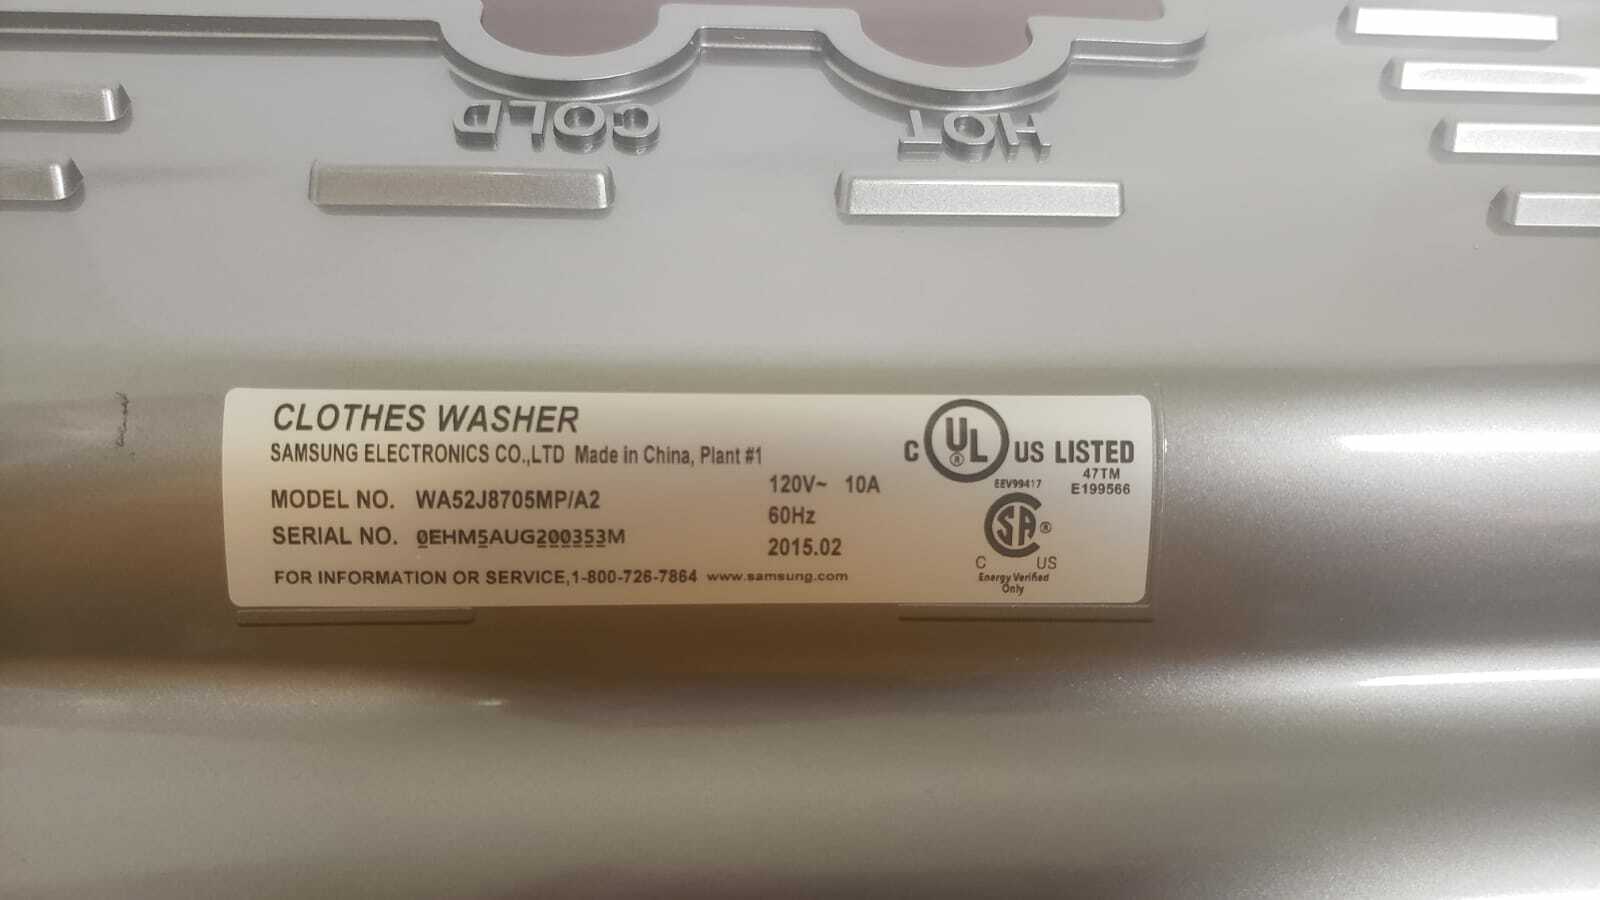 COLD
HOT
CLOTHES WASHER
SAMSUNG ELECTRONICS CO.,LTD Made in China, Plant #1
MODEL NO. WA52J8705MP/A2
SERIAL NO. 0EHM5AUG200353M
120V~ 10A
60Hz
2015.02
FOR INFORMATION OR SERVICE,1-800-726-7864 www.samsung.com
C UL ® US LISTED
47TM
EEV99417 E199566
SA ®
C US
Energy Verified
Only